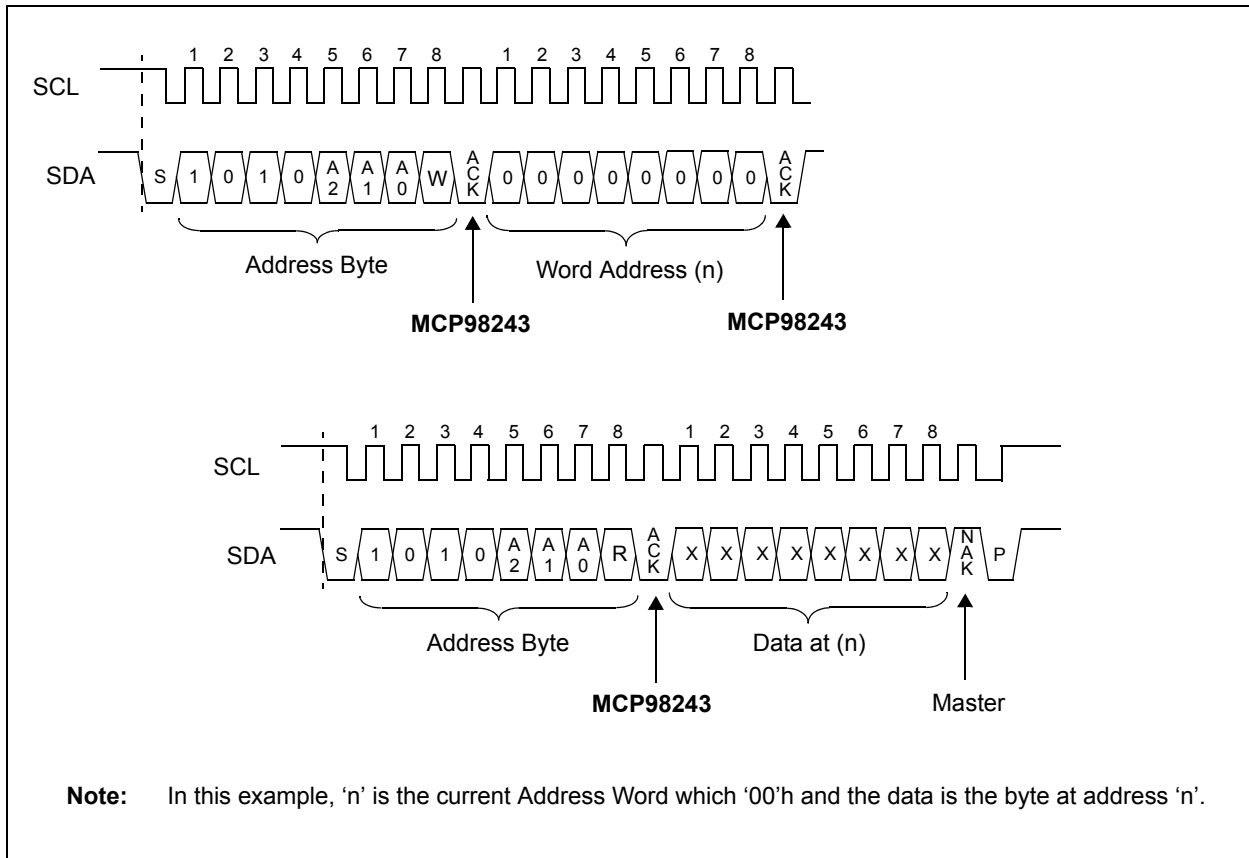 1 2 3 4 5 6 7 8 1 2 3 4 5 6 7 8
SCL
SDA S 1 0 1 0 A2 A1 A0 W ACK 0 0 0 0 0 0 0 0 ACK
Address Byte Word Address (n)
MCP98243 MCP98243
1 2 3 4 5 6 7 8 1 2 3 4 5 6 7 8
SCL
SDA S 1 0 1 0 A2 A1 A0 R ACK X X X X X X X X NAK P
Address Byte Data at (n)
MCP98243 Master
Note: In this example, ‘n’ is the current Address Word which ‘00’h and the data is the byte at address ‘n’.